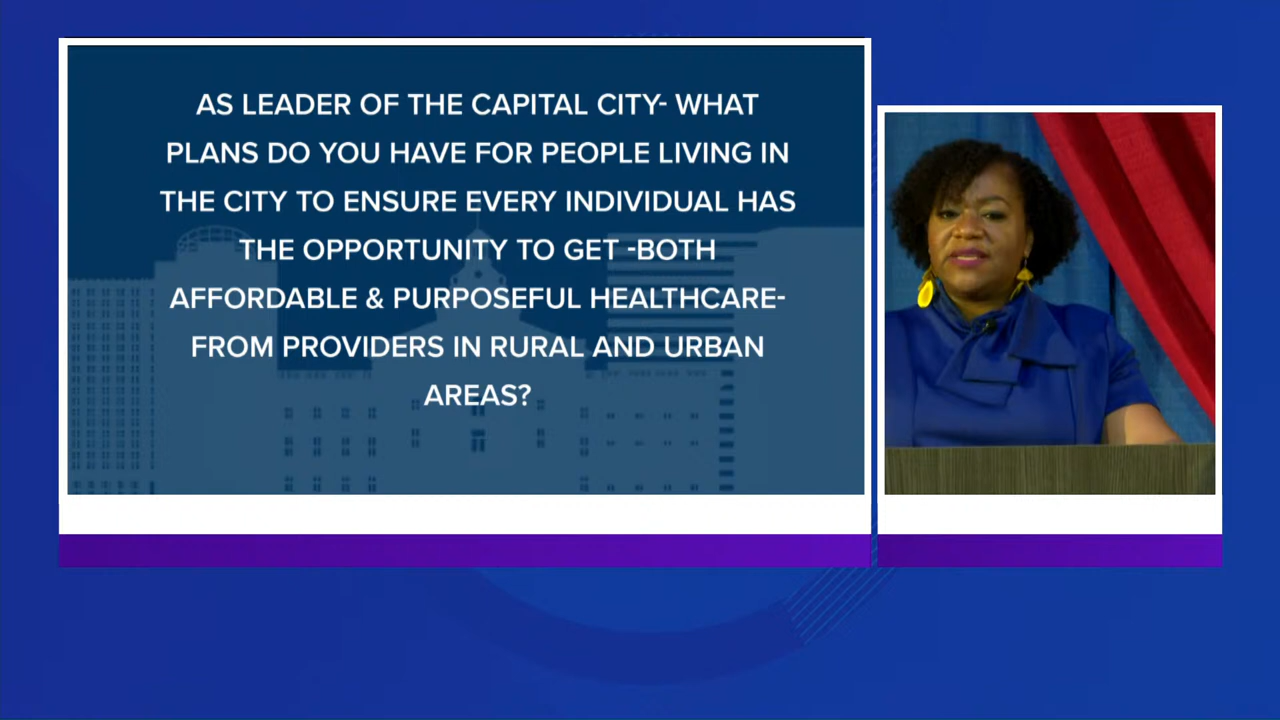 AS LEADER OF THE CAPITAL CITY- WHAT
PLANS DO YOU HAVE FOR PEOPLE LIVING IN
THE CITY TO ENSURE EVERY INDIVIDUAL HAS
THE OPPORTUNITY TO GET -BOTH
AFFORDABLE & PURPOSEFUL HEALTHCARE-
FROM PROVIDERS IN RURAL AND URBAN
AREAS?